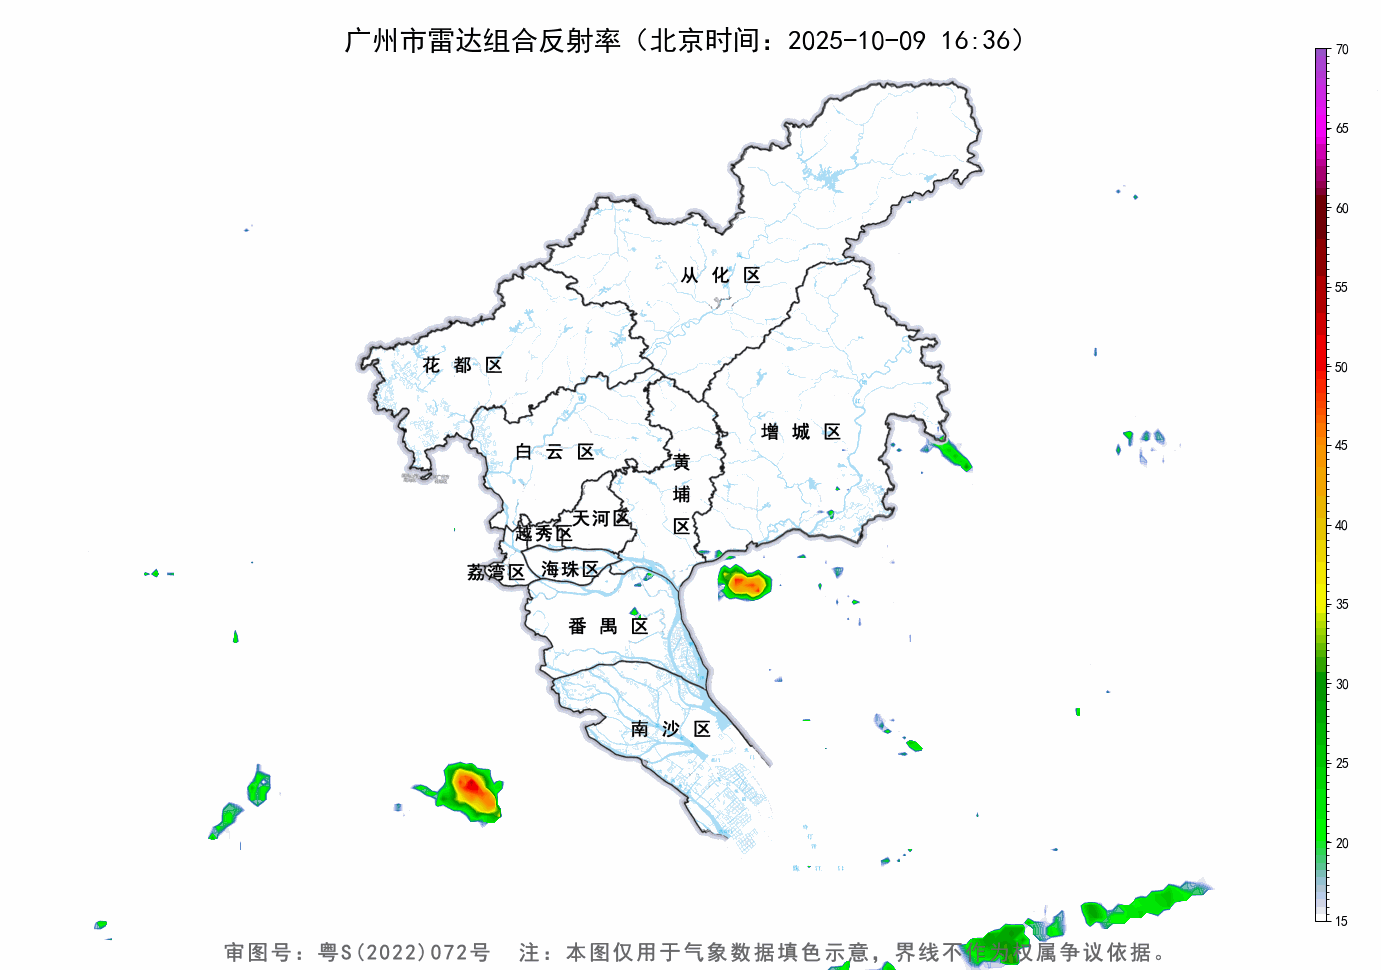 广州市雷达组合反射率（北京时间：2025-10-09 16:36）
70
65
60
55
50
45
40
35
30
25
20
15
从化区
花都区
增城区
白云区
黄埔区
天河区
越秀区
荔湾区
海珠区
番禺区
南沙区
审图号：粤S(2022)072号 注：本图仅用于气象数据填色示意，界线不作为权属争议依据。